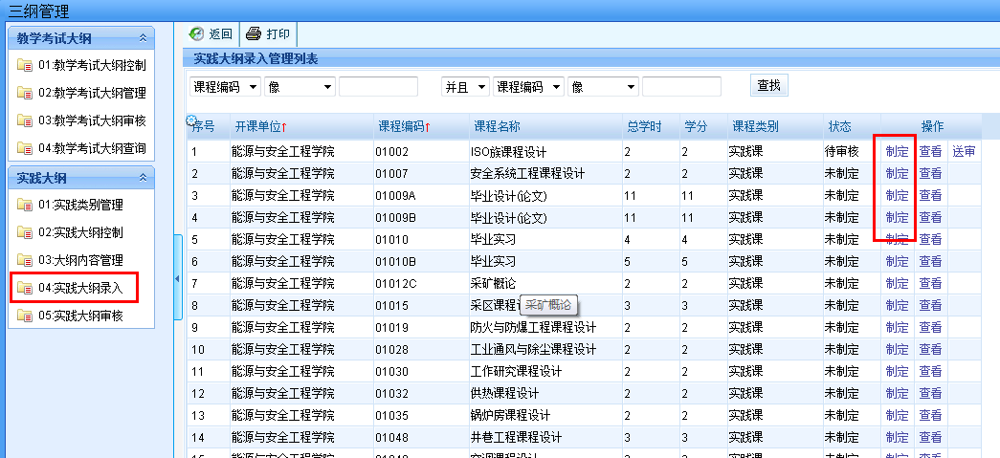 三纲管理
教学考试大纲
01:教学考试大纲控制
02:教学考试大纲管理
03:教学考试大纲审核
04:教学考试大纲查询
实践大纲
01:实践类别管理
02:实践大纲控制
03:大纲内容管理
04:实践大纲录入
05:实践大纲审核
返回 打印
实践大纲录入管理列表
课程编码 像 并且 课程编码 像 查找
序号 开课单位↑ 课程编码↑ 课程名称 总学时 学分 课程类别 状态 操作
1 能源与安全工程学院 01002 ISO族课程设计 2 2 实践课 待审核 制定 查看 送审
2 能源与安全工程学院 01007 安全系统工程课程设计 2 2 实践课 未制定 制定 查看
3 能源与安全工程学院 01009A 毕业设计(论文) 11 11 实践课 未制定 制定 查看
4 能源与安全工程学院 01009B 毕业设计(论文) 11 11 实践课 未制定 制定 查看
5 能源与安全工程学院 01010 毕业实习 4 4 实践课 未制定 制定 查看
6 能源与安全工程学院 01010B 毕业实习 5 5 实践课 未制定 制定 查看
7 能源与安全工程学院 01012C 采矿概论 2 2 实践课 未制定 制定 查看
8 能源与安全工程学院 01015 采区课程 采矿概论 3 3 实践课 未制定 制定 查看
9 能源与安全工程学院 01019 防火与防爆工程课程设计 2 2 实践课 未制定 制定 查看
10 能源与安全工程学院 01028 工业通风与除尘课程设计 2 2 实践课 未制定 制定 查看
11 能源与安全工程学院 01030 工作研究课程设计 2 2 实践课 未制定 制定 查看
12 能源与安全工程学院 01032 供热课程设计 2 2 实践课 未制定 制定 查看
13 能源与安全工程学院 01035 锅炉房课程设计 2 2 实践课 未制定 制定 查看
14 能源与安全工程学院 01048 井巷工程课程设计 3 3 实践课 未制定 制定 查看